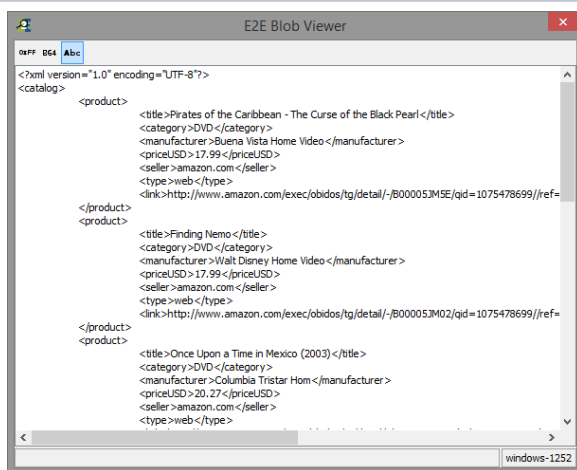 E2E Blob Viewer
0xFF B64 Abc
<?xml version="1.0" encoding="UTF-8"?>
<catalog>
<product>
<title>Pirates of the Caribbean - The Curse of the Black Pearl</title>
<category>DVD</category>
<manufacturer>Buena Vista Home Video</manufacturer>
<priceUSD>17.99</priceUSD>
<seller>amazon.com</seller>
<type>web</type>
<link>http://www.amazon.com/exec/obidos/tg/detail/-/B00005JM5E/qid=1075478699//ref=
</product>
<product>
<title>Finding Nemo</title>
<category>DVD</category>
<manufacturer>Walt Disney Home Video</manufacturer>
<priceUSD>17.99</priceUSD>
<seller>amazon.com</seller>
<type>web</type>
<link>http://www.amazon.com/exec/obidos/tg/detail/-/B00005JM02/qid=1075478699//ref=
</product>
<product>
<title>Once Upon a Time in Mexico (2003)</title>
<category>DVD</category>
<manufacturer>Columbia Tristar Hom</manufacturer>
<priceUSD>20.27</priceUSD>
<seller>amazon.com</seller>
<type>web</type>
windows-1252